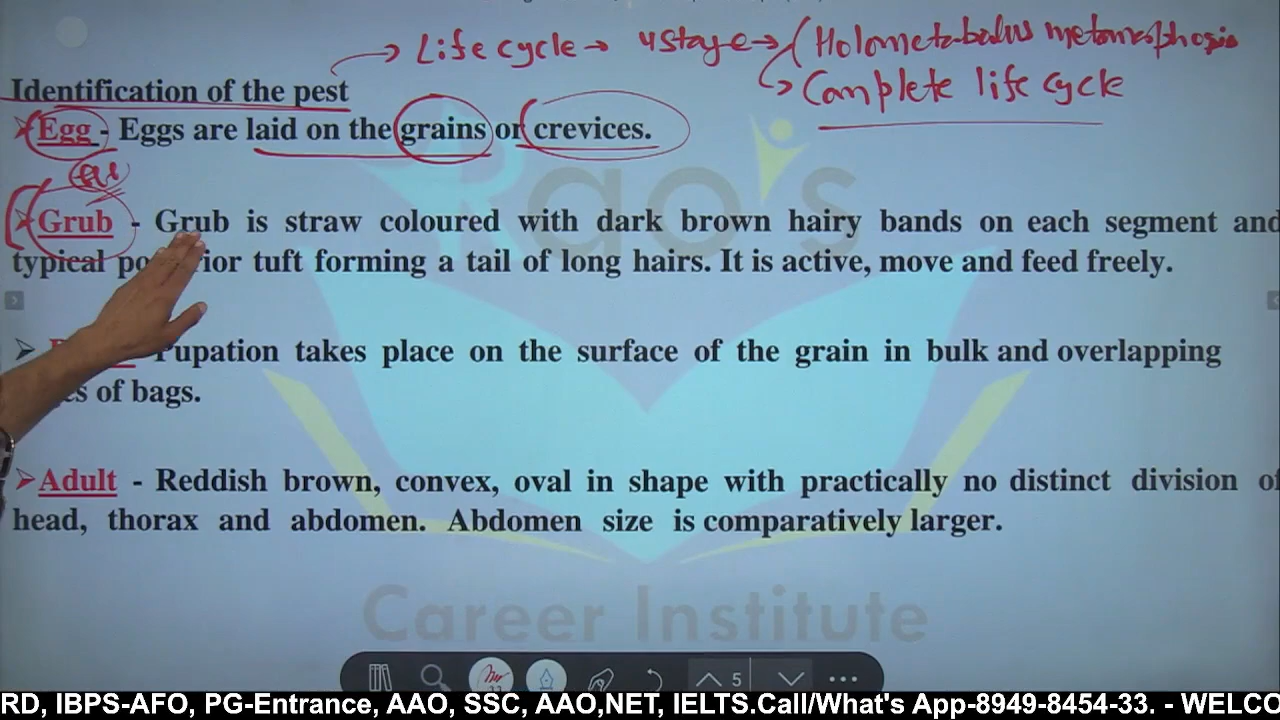 → Life cycle → 4 stage → ( Holometabolus metamorphosis
→ Complete life cycle
Identification of the pest
➢ Egg - Eggs are laid on the grains or crevices.
➢ Grub - Grub is straw coloured with dark brown hairy bands on each segment and
typical tuft forming a tail of long hairs. It is active, move and feed freely.
➢ - Pupation takes place on the surface of the grain in bulk and overlapping
of bags.
➢ Adult - Reddish brown, convex, oval in shape with practically no distinct division of
head, thorax and abdomen. Abdomen size is comparatively larger.
Rao's
Career Institute
5
RD, IBPS-AFO, PG-Entrance, AAO, SSC, AAO,NET, IELTS.Call/What's App-8949-8454-33. - WELCO